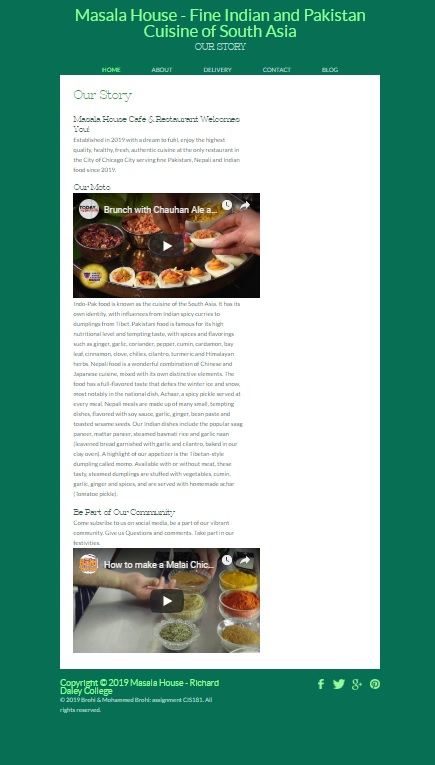 Masala House - Fine Indian and Pakistan
Cuisine of South Asia
OUR STORY
HOME ABOUT DELIVERY CONTACT BLOG
Our Story
Masala House Cafe & Restaurant Welcomes
You!
Established in 2019 with a dream to fulfil, enjoy the highest
quality, healthy, fresh, authentic cuisine at the only restaurant in
the City of Chicago City serving fine Pakistani, Nepali and Indian
food since 2019.
Our Moto
Brunch with Chauhan Ale a...
Indo-Pak food is known as the cuisine of the South Asia. It has its
own identity, with influences from Indian spicy curries to
dumplings from Tibet. Pakistani food is famous for its high
nutritional level and tempting taste, with spices and flavorings
such as ginger, garlic, coriander, pepper, cumin, cardamon, bay
leaf, cinnamon, clove, chilies, cilantro, turmeric and Himalayan
herbs. Nepali food is a wonderful combination of Chinese and
Japanese cuisine, mixed with its own distinctive elements. The
food has a full-flavored taste that defies the winter ice and snow,
most notably in the national dish, Achaar, a spicy pickle served at
every meal. Nepali meals are made up of many small, tempting
dishes, flavored with soy sauce, garlic, ginger, bean paste and
toasted sesame seeds. Our Indian dishes include the popular saag
paneer, mattar paneer, steamed basmati rice and garlic naan
(leavened bread garnished with garlic and cilantro, baked in our
clay oven). A highlight of our appetizer is the Tibetan-style
dumpling called momo. Available with or without meat, these
tasty, steamed dumplings are stuffed with vegetables, cumin,
garlic, ginger and spices, and are served with homemade achar
(Tomatoe pickle).
Be Part of Our Community
Come subsribe to us on social media, be a part of our vibrant
community. Give us Questions and comments. Take part in our
festivities.
How to make a Malai Chic...
Copyright © 2019 Masala House - Richard
Daley College
© 2019 Brohi & Mohammed Brohi: assignment CIS181. All
rights reserved.